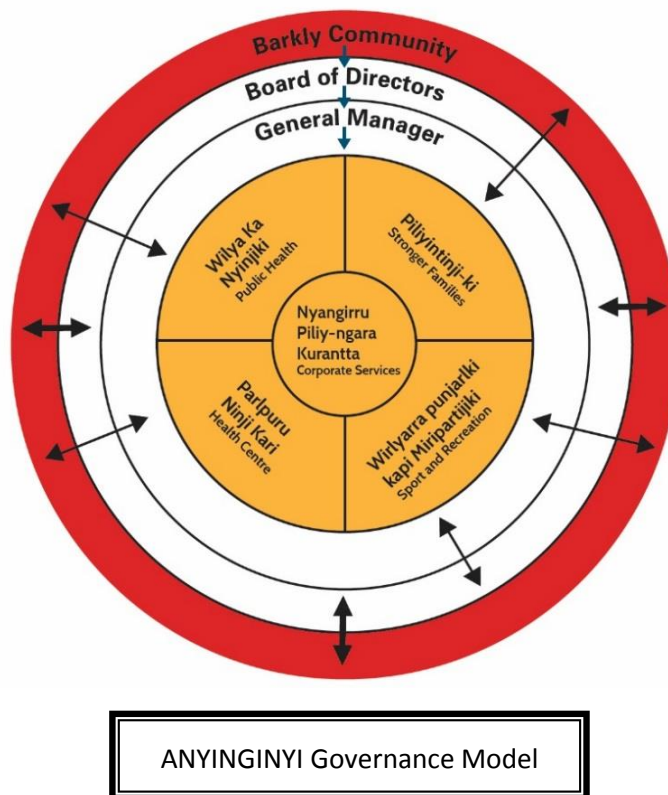 Barkly Community
Board of Directors
General Manager
Wilya Ka
Nyinjiki
Public Health
Piliyintinji-ki
Stronger Families
Nyangirru
Piliy-ngara
Kurantta
Corporate Services
Parlpuru
Ninji Kari
Health Centre
Wirlyarra punjarlki
kapi Miripartijiki
Sport and Recreation
ANYINGINYI Governance Model